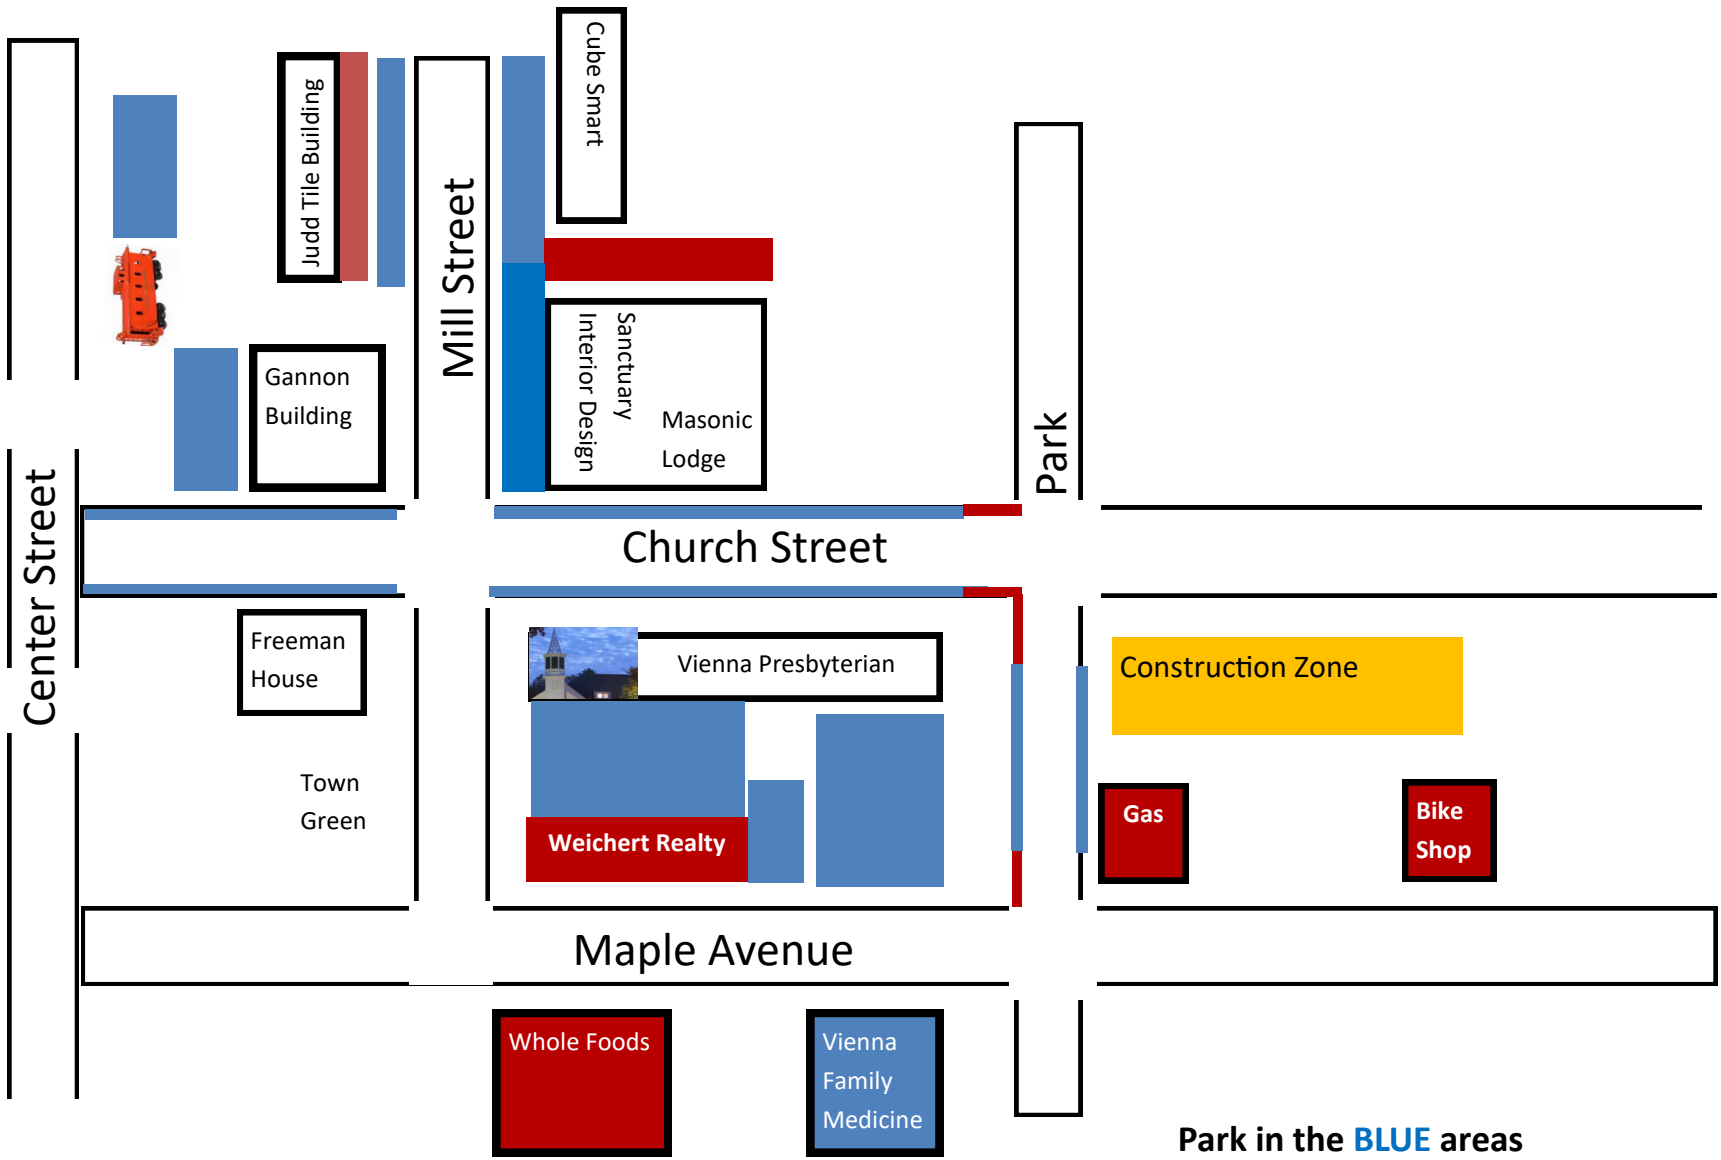 Cube Smart
Judd Tile Building
Mill Street
Gannon
Building
Sanctuary
Interior Design
Masonic
Lodge
Park
Center Street
Church Street
Freeman
House
Vienna Presbyterian
Construction Zone
Town
Green
Weichert Realty
Gas
Bike
Shop
Maple Avenue
Whole Foods
Vienna
Family
Medicine
Park in the BLUE areas